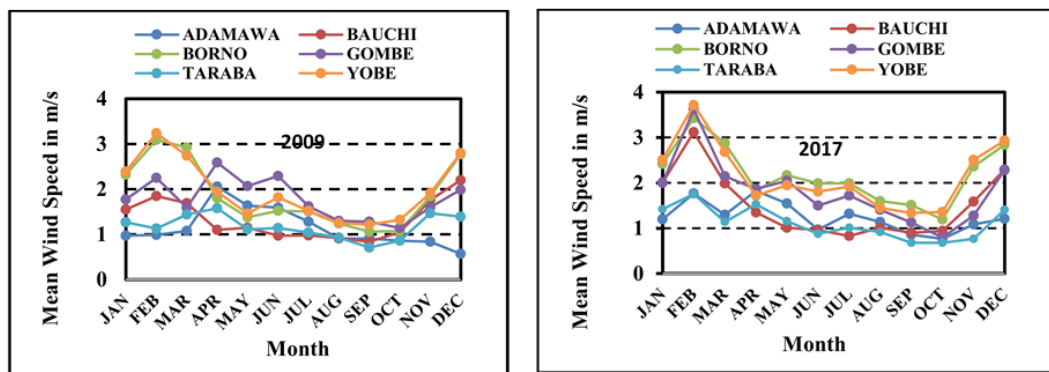 ADAMAWA BAUCHI
BORNO GOMBE
TARABA YOBE
Mean Wind Speed in m/s
4
3
2
1
0
2009
JAN FEB MAR APR MAY JUN JUL AUG SEP OCT NOV DEC
Month
ADAMAWA BAUCHI
BORNO GOMBE
TARABA YOBE
Mean Wind Speed in m/s
4
3
2
1
0
2017
JAN FEB MAR APR MAY JUN JUL AUG SEP OCT NOV DEC
Month